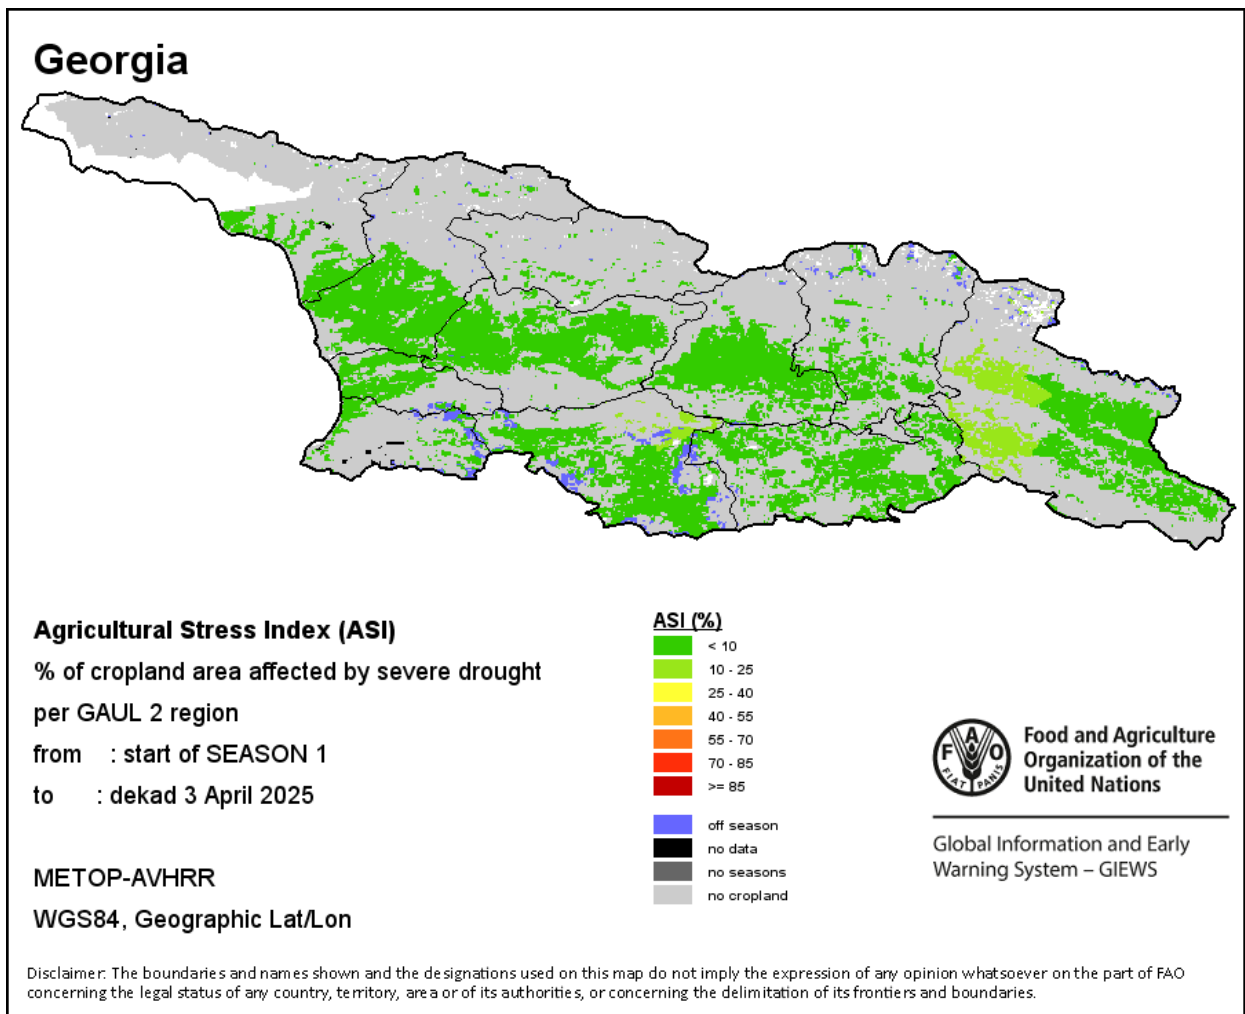 Georgia
Agricultural Stress Index (ASI)
% of cropland area affected by severe drought
per GAUL 2 region
from : start of SEASON 1
to : dekad 3 April 2025
METOP-AVHRR
WGS84, Geographic Lat/Lon
ASI (%)
< 10
10 - 25
25 - 40
40 - 55
55 - 70
70 - 85
>= 85
off season
no data
no seasons
no cropland
F A O
FIAT PANIS
Food and Agriculture
Organization of the
United Nations
Global Information and Early
Warning System – GIEWS
Disclaimer: The boundaries and names shown and the designations used on this map do not imply the expression of any opinion whatsoever on the part of FAO
concerning the legal status of any country, territory, area or of its authorities, or concerning the delimitation of its frontiers and boundaries.